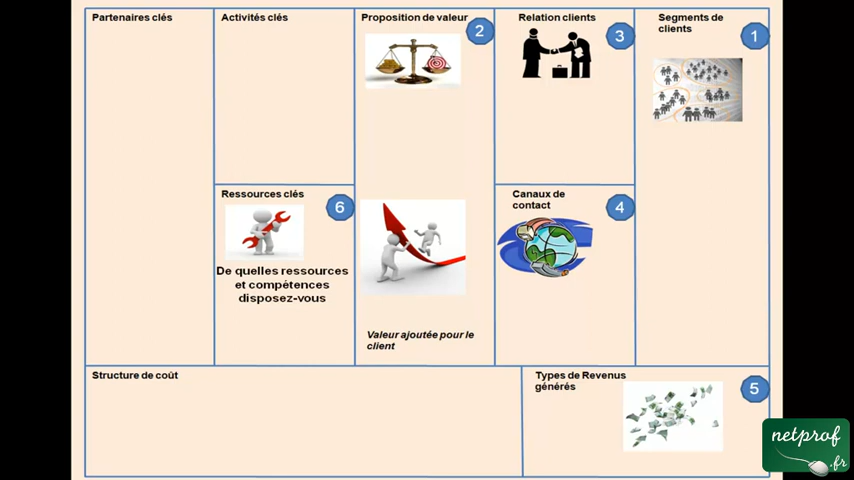 Partenaires clés
Activités clés
Proposition de valeur
2
Relation clients
3
Segments de
clients
1
Ressources clés
6
De quelles ressources
et compétences
disposez-vous
Valeur ajoutée pour le
client
Canaux de
contact
4
Structure de coût
Types de Revenus
générés
5
netprof
.fr